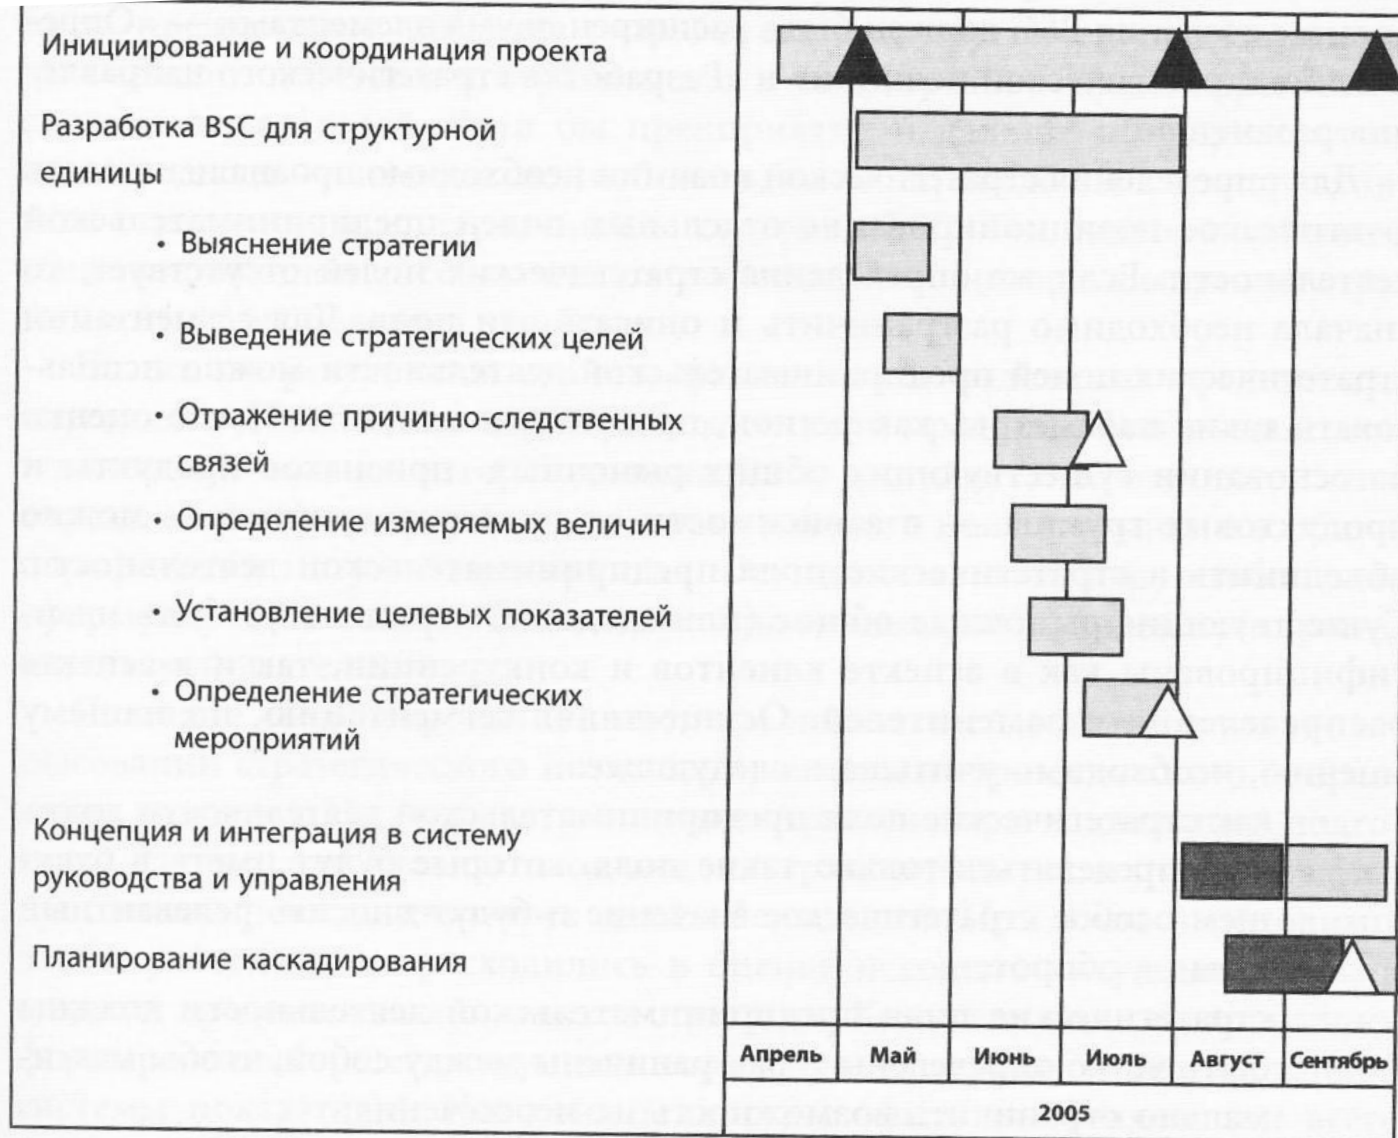 Инициирование и координация проекта
Разработка BSC для структурной
единицы
• Выяснение стратегии
• Выведение стратегических целей
• Отражение причинно-следственных
связей
• Определение измеряемых величин
• Установление целевых показателей
• Определение стратегических
мероприятий
Концепция и интеграция в систему
руководства и управления
Планирование каскадирования
Апрель Май Июнь Июль Август Сентябрь
2005